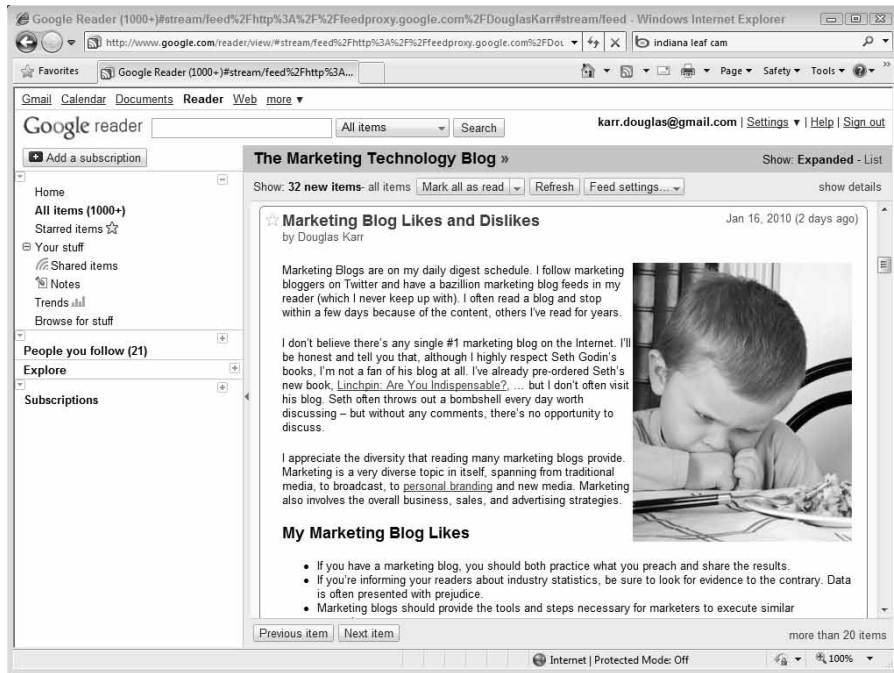 Google Reader (1000+)#stream/feed%2Fhttp%3A%2F%2Ffeedproxy.google.com%2FDouglasKarr#stream/feed - Windows Internet Explorer
http://www.google.com/reader/view/#stream/feed%2Fhttp%3A%2F%2Ffeedproxy.google.com%2FDou
indiana leaf cam
Favorites
Google Reader (1000+)#stream/feed%2Fhttp%3A...
Page
Safety
Tools
Gmail Calendar Documents Reader Web more
Google reader
All items
Search
karr.douglas@gmail.com | Settings | Help | Sign out
Add a subscription
The Marketing Technology Blog »
Show: Expanded - List
Home
All items (1000+)
Starred items
Your stuff
Shared items
Notes
Trends
Browse for stuff
People you follow (21)
Explore
Subscriptions
Show: 32 new items- all items
Mark all as read
Refresh
Feed settings...
show details
Marketing Blog Likes and Dislikes
Jan 16, 2010 (2 days ago)
by Douglas Karr
Marketing Blogs are on my daily digest schedule. I follow marketing
bloggers on Twitter and have a bazillion marketing blog feeds in my
reader (which I never keep up with). I often read a blog and stop
within a few days because of the content, others I've read for years.
I don't believe there's any single #1 marketing blog on the Internet. I'll
be honest and tell you that, although I highly respect Seth Godin's
books, I'm not a fan of his blog at all. I've already pre-ordered Seth's
new book, Linchpin: Are You Indispensable?, ... but I don't often visit
his blog. Seth often throws out a bombshell every day worth
discussing – but without any comments, there's no opportunity to
discuss.
I appreciate the diversity that reading many marketing blogs provide.
Marketing is a very diverse topic in itself, spanning from traditional
media, to broadcast, to personal branding and new media. Marketing
also involves the overall business, sales, and advertising strategies.
My Marketing Blog Likes
• If you have a marketing blog, you should both practice what you preach and share the results.
• If you're informing your readers about industry statistics, be sure to look for evidence to the contrary. Data
is often presented with prejudice.
• Marketing blogs should provide the tools and steps necessary for marketers to execute similar
Previous item
Next item
more than 20 items
Internet | Protected Mode: Off
100%